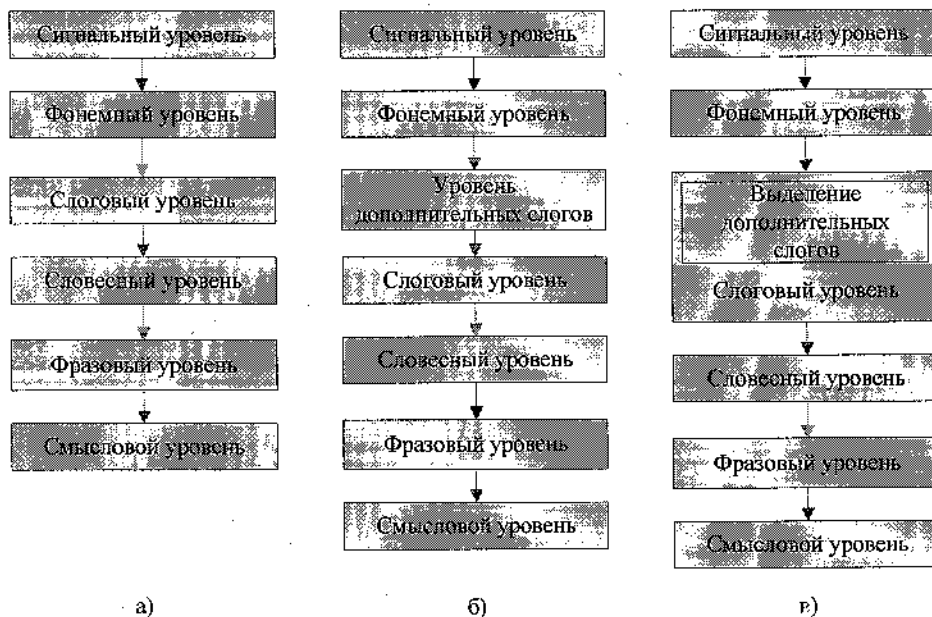 Сигнальный уровень
Фонемный уровень
Слоговый уровень
Словесный уровень
Фразовый уровень
Смысловой уровень
а)
Сигнальный уровень
Фонемный уровень
Уровень
дополнительных слогов
Слоговый уровень
Словесный уровень
Фразовый уровень
Смысловой уровень
б)
Сигнальный уровень
Фонемный уровень
Выделение
дополнительных
слогов
Слоговый уровень
Словесный уровень
Фразовый уровень
Смысловой уровень
в)